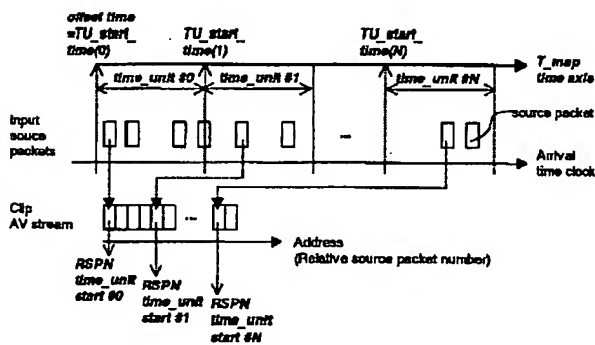 offset time
=TU_start_
time(0)
TU_start_
time(1)
TU_start_
time(N)
T_map
time axis
time_unit #0
time_unit #1
time_unit #N
Input
souce
packets
...
source packet
Arrival
time clock
Clip
AV stream
...
Address
(Relative source packet number)
RSPN
time_unit
start #0
RSPN
time_unit
start #1
RSPN
time_unit
start #N